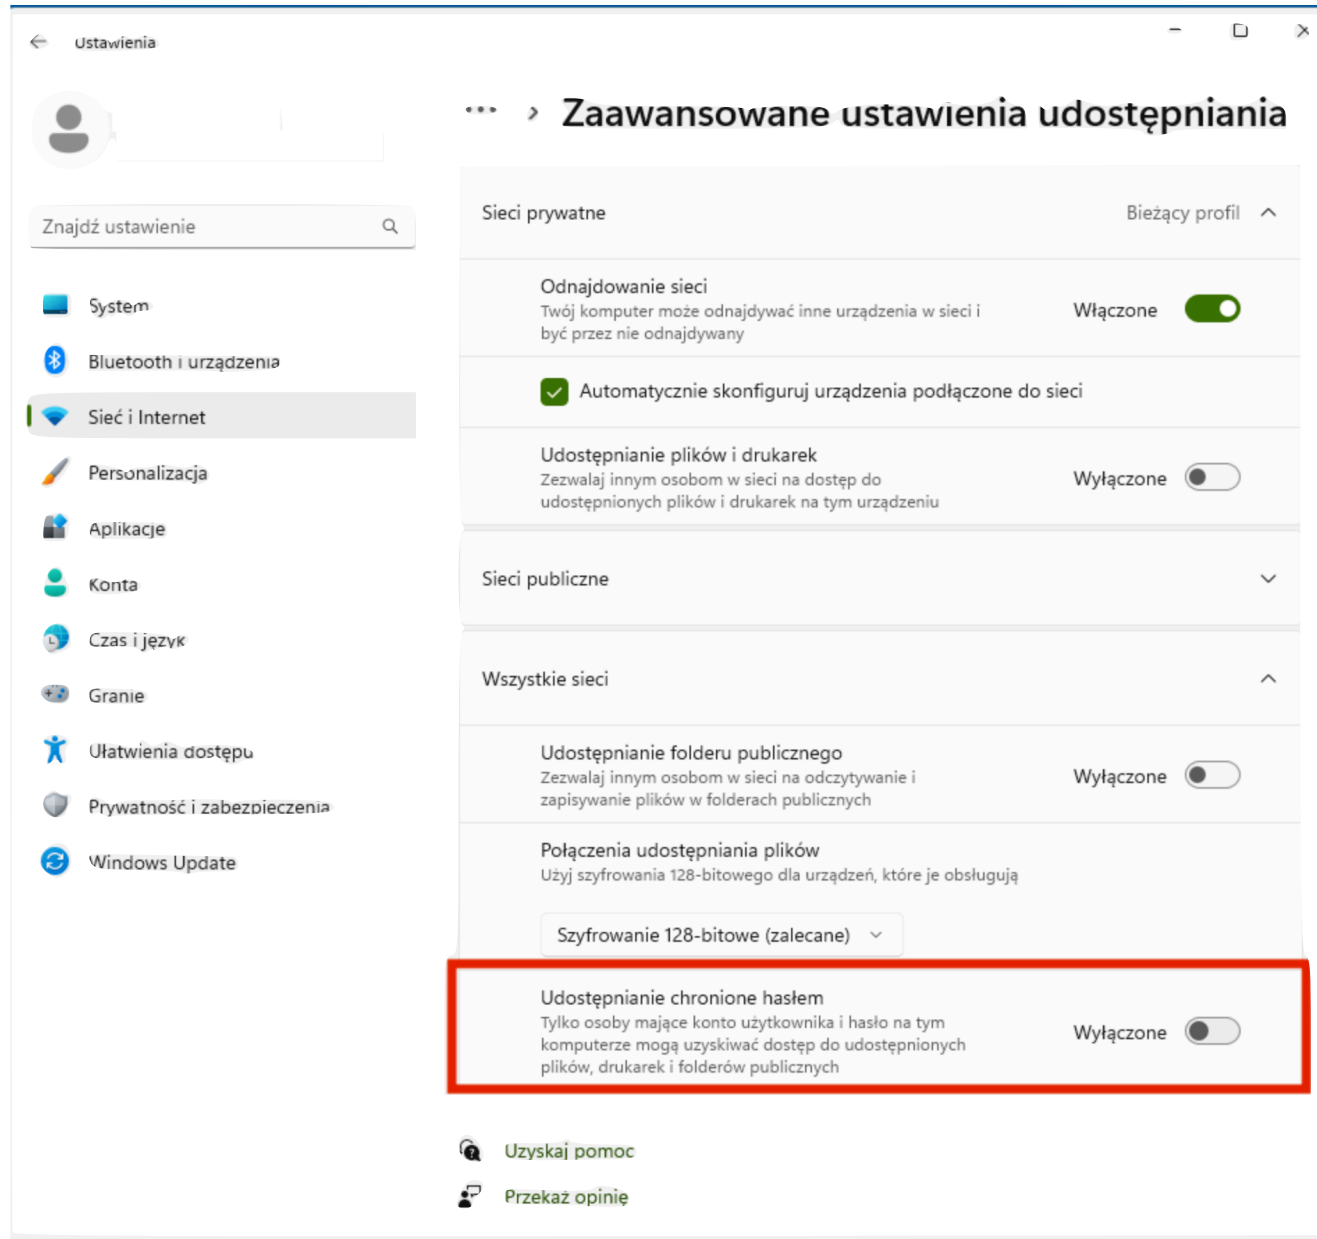 Ustawienia
Zaawansowane ustawienia udostępniania
Znajdź ustawienie
System
Bluetooth i urządzenia
Sieć i Internet
Personalizacja
Aplikacje
Konta
Czas i język
Granie
Ułatwienia dostępu
Prywatność i zabezpieczenia
Windows Update
Sieci prywatne
Bieżący profil
Odnajdowanie sieci
Twój komputer może odnajdywać inne urządzenia w sieci i
być przez nie odnajdywany
Włączone
Automatycznie skonfiguruj urządzenia podłączone do sieci
Udostępnianie plików i drukarek
Zezwalaj innym osobom w sieci na dostęp do
udostępnionych plików i drukarek na tym urządzeniu
Wyłączone
Sieci publiczne
Wszystkie sieci
Udostępnianie folderu publicznego
Zezwalaj innym osobom w sieci na odczytywanie i
zapisywanie plików w folderach publicznych
Wyłączone
Połączenia udostępniania plików
Użyj szyfrowania 128-bitowego dla urządzeń, które je obsługują
Szyfrowanie 128-bitowe (zalecane)
Udostępnianie chronione hasłem
Tylko osoby mające konto użytkownika i hasło na tym
komputerze mogą uzyskiwać dostęp do udostępnionych
plików, drukarek i folderów publicznych
Wyłączone
Uzyskaj pomoc
Przekaż opinię